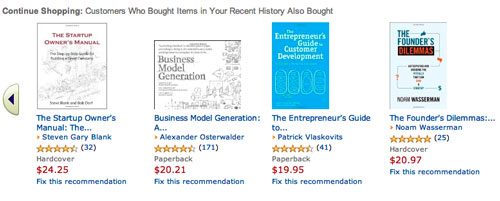 Continue Shopping: Customers Who Bought Items in Your Recent History Also Bought
THE STARTUP
OWNER'S MANUAL
Steve Blank and Bob Dorf
The Startup Owner's
Manual: The...
Steven Gary Blank
(32)
Hardcover
$24.25
Fix this recommendation
Business
Model
Generation
Business Model Generation:
A...
Alexander Osterwalder
(171)
Paperback
$20.21
Fix this recommendation
The
Entrepreneur's
Guide to
Customer
Development
The Entrepreneur's Guide
to...
Patrick Vlaskovits
(41)
Paperback
$19.95
Fix this recommendation
THE
FOUNDER'S
DILEMMAS
NOAM WASSERMAN
The Founder's Dilemmas:...
Noam Wasserman
(25)
Hardcover
$20.97
Fix this recommendation